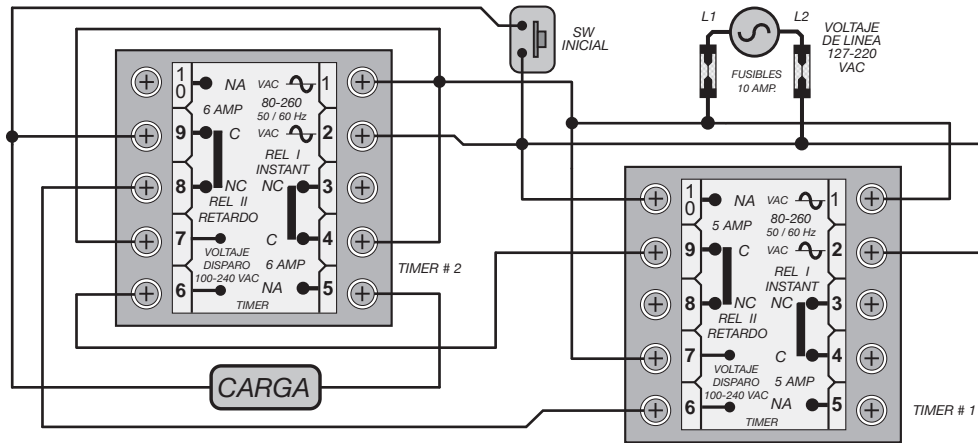 SW
INICIAL
L1
L2
VOLTAJE
DE LINEA
127-220
VAC
FUSIBLES
10 AMP.
10
NA
VAC
1
6 AMP
80-260
50 / 60 Hz
9
C
VAC
2
REL I
INSTANT
8
NC
NC
3
REL II
RETARDO
7
C
4
VOLTAJE
DISPARO
100-240 VAC
6 AMP
6
NA
5
TIMER
TIMER # 2
10
NA
VAC
1
5 AMP
80-260
50 / 60 Hz
9
C
VAC
2
REL I
INSTANT
8
NC
NC
3
REL II
RETARDO
7
C
4
VOLTAJE
DISPARO
100-240 VAC
5 AMP
6
NA
5
TIMER
TIMER # 1
CARGA